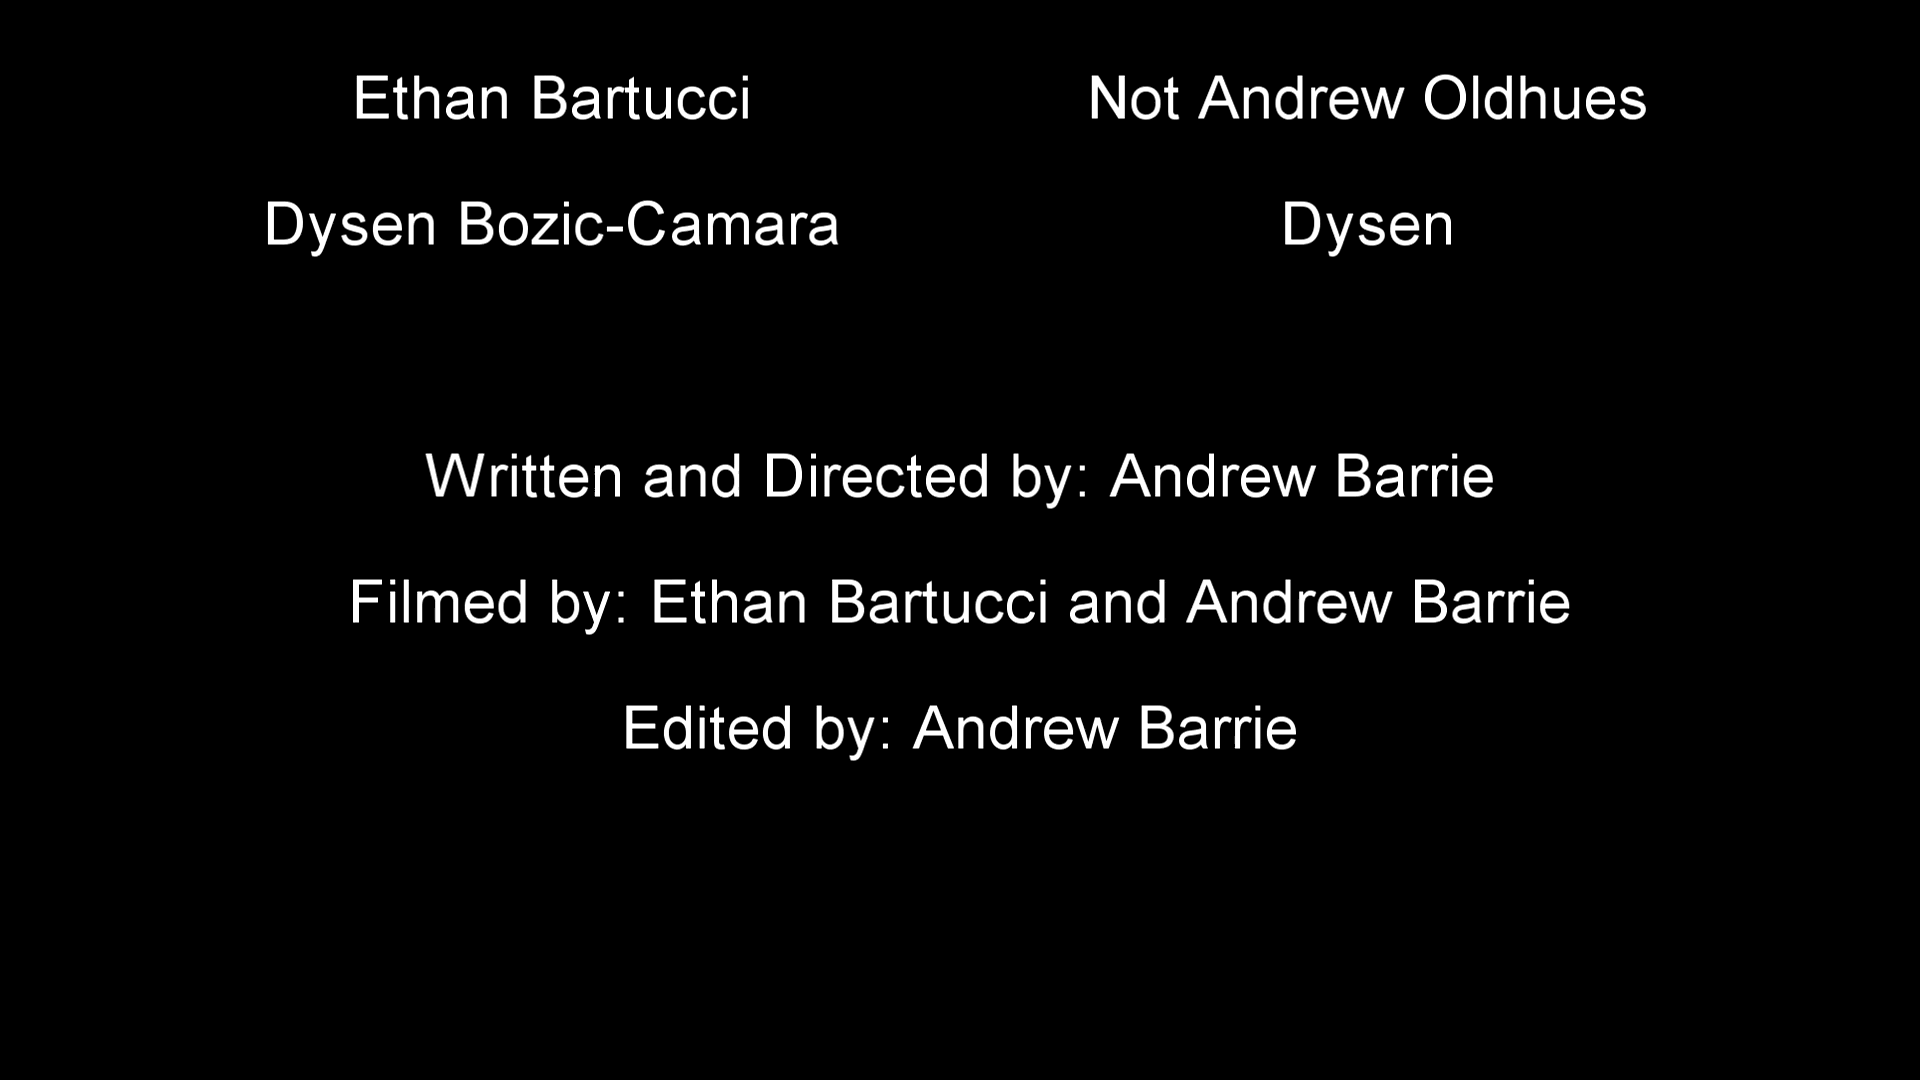 Ethan Bartucci Not Andrew Oldhues
Dysen Bozic-Camara Dysen
Written and Directed by: Andrew Barrie
Filmed by: Ethan Bartucci and Andrew Barrie
Edited by: Andrew Barrie